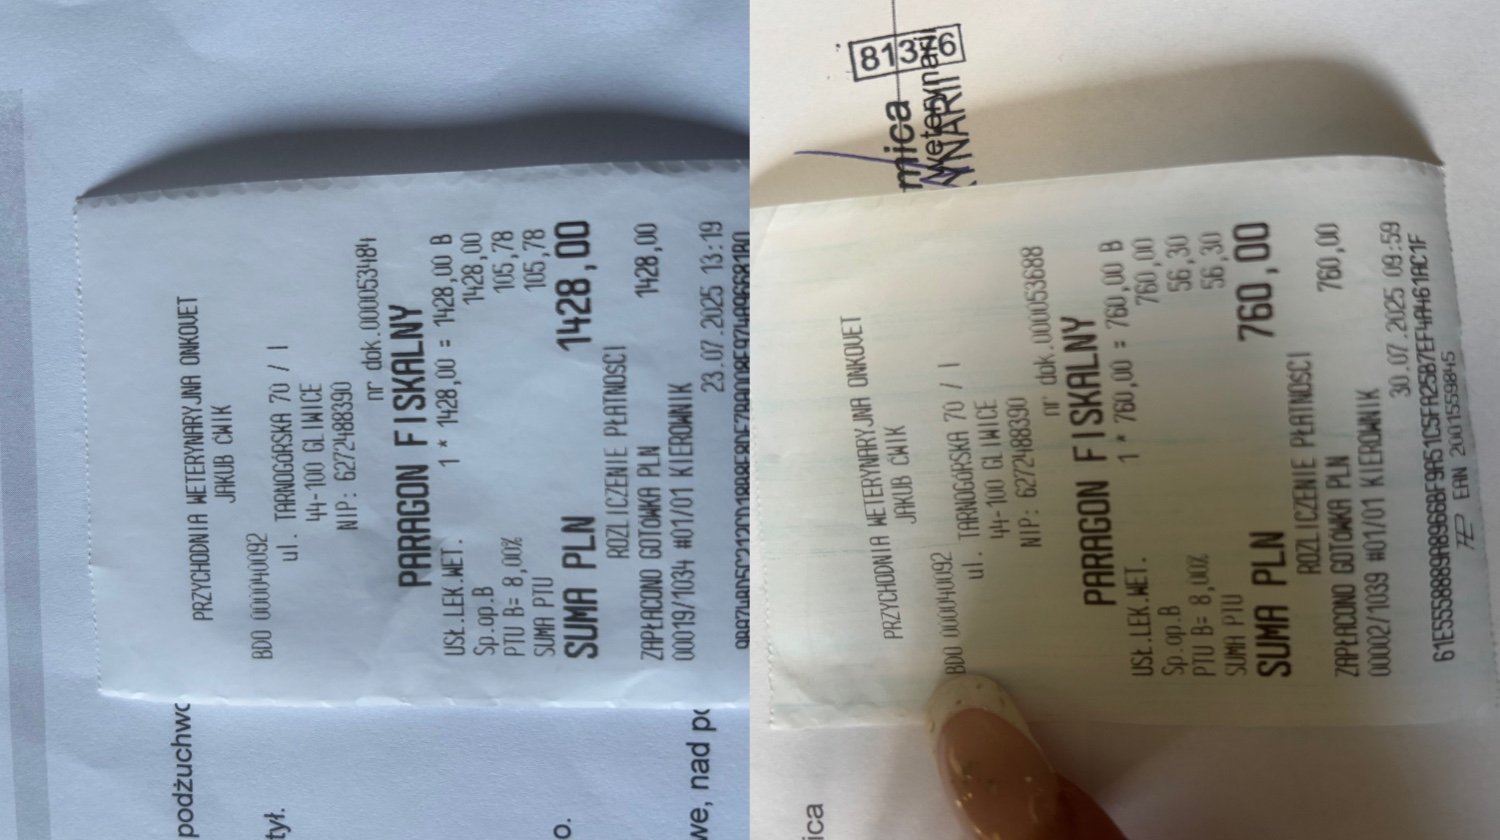 PRZYCHODNIA WETERYNARYJNA ONKOVET
JAKUB ĆWIK
BDO 000040092
ul. TARNOGÓRSKA 70 / 1
44-100 GLIWICE
NIP: 6272488390
nr dok.000053484
PARAGON FISKALNY
USŁ.LEK.WET. 1 * 1428,00 = 1428,00 B
Sp.op.B 1428,00
PTU B= 8,00% 105,78
SUMA PTU 105,78
SUMA PLN 1428,00
ROZLICZENIE PŁATNOŚCI
ZAPŁACONO GOTÓWKA PLN 1428,00
00019/1034 #01/01 KIEROWNIK
23.07.2025 13:19
podżuchwo
tył.
o.
we, nad po
81376
mica
Weterynarii
PRZYCHODNIA WETERYNARYJNA ONKOVET
JAKUB ĆWIK
BDO 000040092
ul. TARNOGÓRSKA 70 / 1
44-100 GLIWICE
NIP: 6272488390
nr dok.000053688
PARAGON FISKALNY
USŁ.LEK.WET. 1 * 760,00 = 760,00 B
Sp.op.B 760,00
PTU B= 8,00% 56,30
SUMA PTU 56,30
SUMA PLN 760,00
ROZLICZENIE PŁATNOŚCI
ZAPŁACONO GOTÓWKA PLN 760,00
00002/1039 #01/01 KIEROWNIK
30.07.2025 09:59
EAN 2001559845
ica